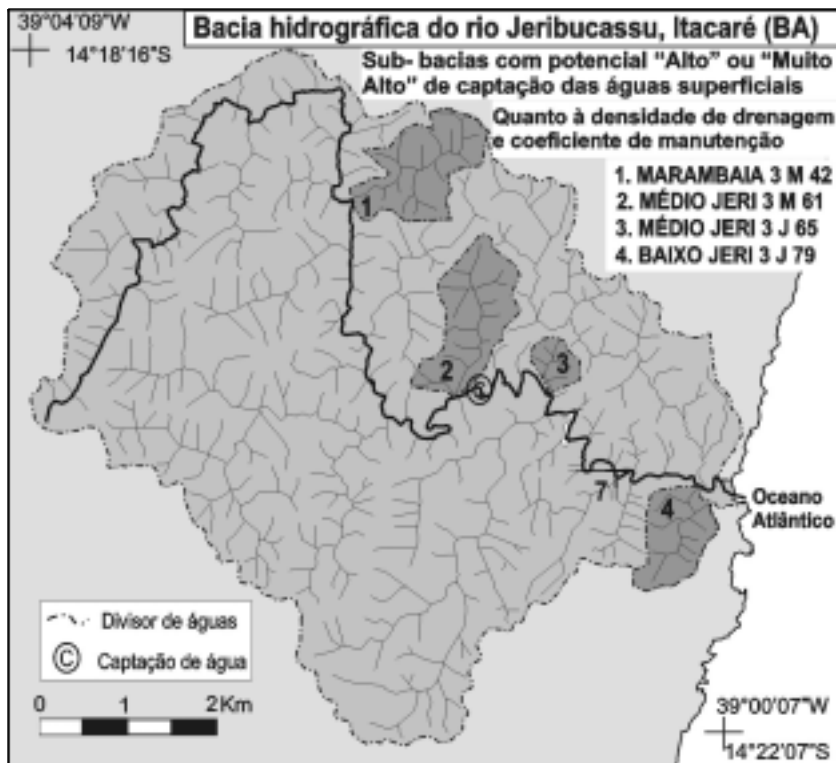 39°04'09"W
14°18'16"S
Bacia hidrográfica do rio Jeribucassu, Itacaré (BA)
Sub- bacias com potencial “Alto” ou “Muito
Alto” de captação das águas superficiais
Quanto à densidade de drenagem
e coeficiente de manutenção
1. MARAMBAIA 3 M 42
2. MÉDIO JERI 3 M 61
3. MÉDIO JERI 3 J 65
4. BAIXO JERI 3 J 79
1
2
C
3
7
4
Oceano
Atlântico
Divisor de águas
C Captação de água
0 1 2 Km
39°00'07"W
14°22'07"S